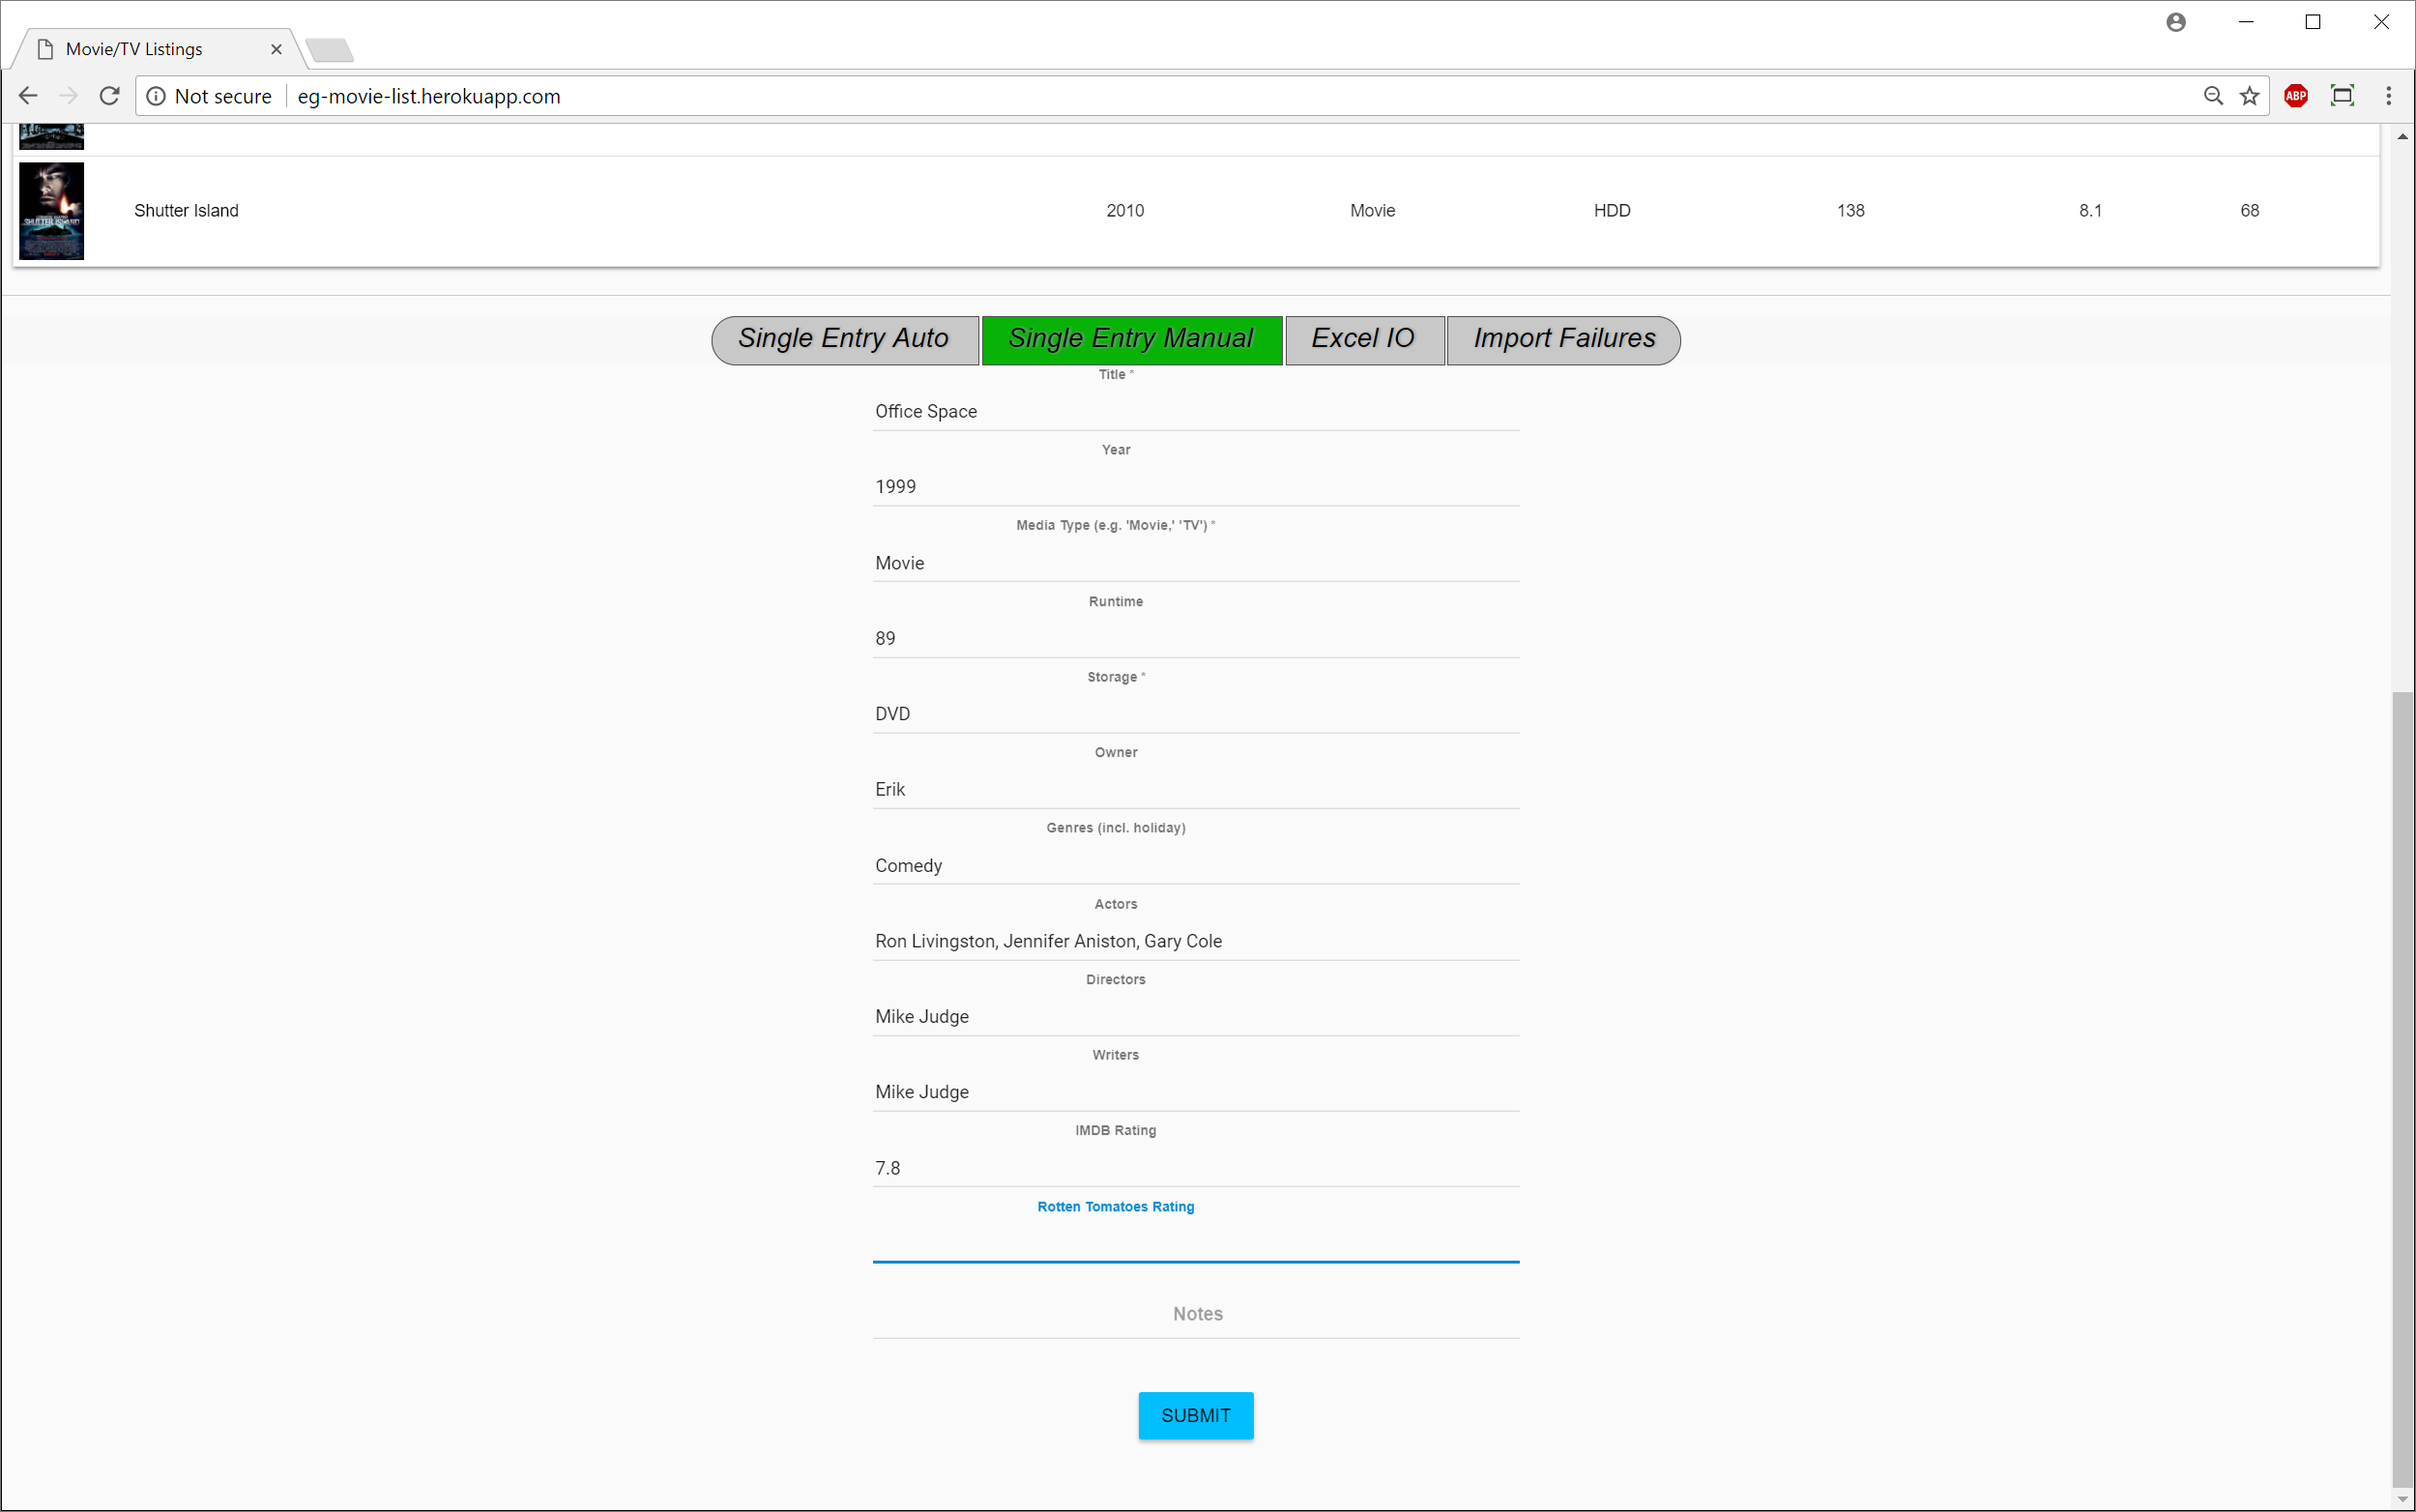 Movie/TV Listings
Not secure eg-movie-list.herokuapp.com ABP
SHUTTER ISLAND
Shutter Island 2010 Movie HDD 138 8.1 68
Single Entry Auto Single Entry Manual Excel IO Import Failures
Title *
Office Space
Year
1999
Media Type (e.g. 'Movie,' 'TV') *
Movie
Runtime
89
Storage *
DVD
Owner
Erik
Genres (incl. holiday)
Comedy
Actors
Ron Livingston, Jennifer Aniston, Gary Cole
Directors
Mike Judge
Writers
Mike Judge
IMDB Rating
7.8
Rotten Tomatoes Rating
Notes
SUBMIT